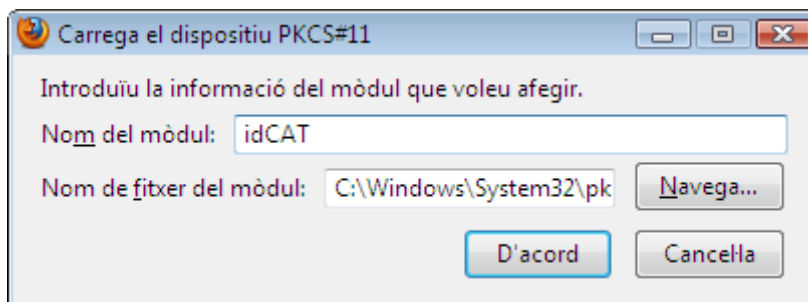 Carrega el dispositiu PKCS#11
Introduïu la informació del mòdul que voleu afegir.
Nom del mòdul: idCAT
Nom de fitxer del mòdul: C:\Windows\System32\pk Navega...
D'acord Cancel·la